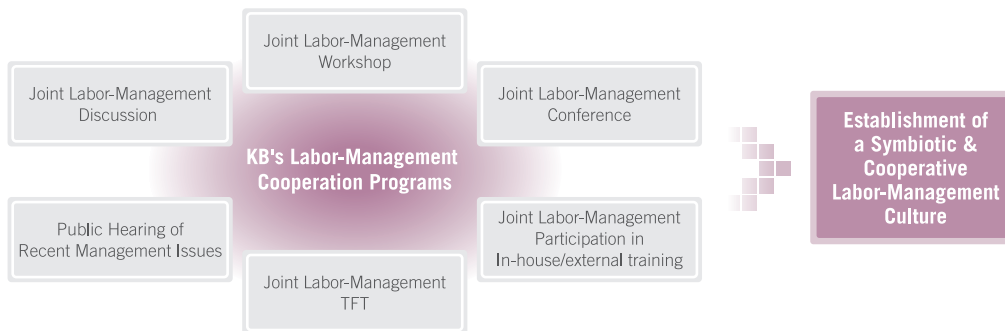 Joint Labor-Management
Workshop
Joint Labor-Management
Discussion
Joint Labor-Management
Conference
KB's Labor-Management
Cooperation Programs
Public Hearing of
Recent Management Issues
Joint Labor-Management
Participation in
In-house/external training
Joint Labor-Management
TFT
Establishment of
a Symbiotic &
Cooperative
Labor-Management
Culture